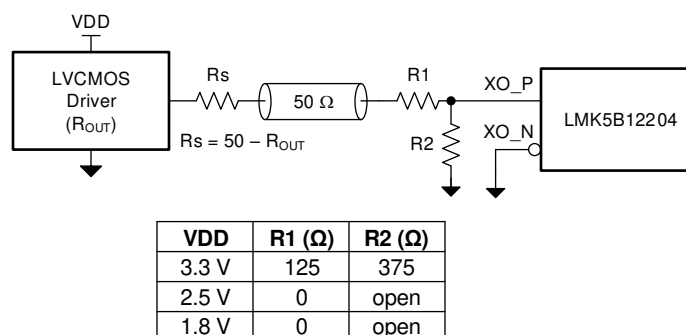 VDD
LVCMOS
Driver
(ROUT)
Rs
50 Ω
Rs = 50 – ROUT
R1
R2
XO_P
XO_N
LMK5B12204
VDD R1 (Ω) R2 (Ω)
3.3 V 125 375
2.5 V 0 open
1.8 V 0 open